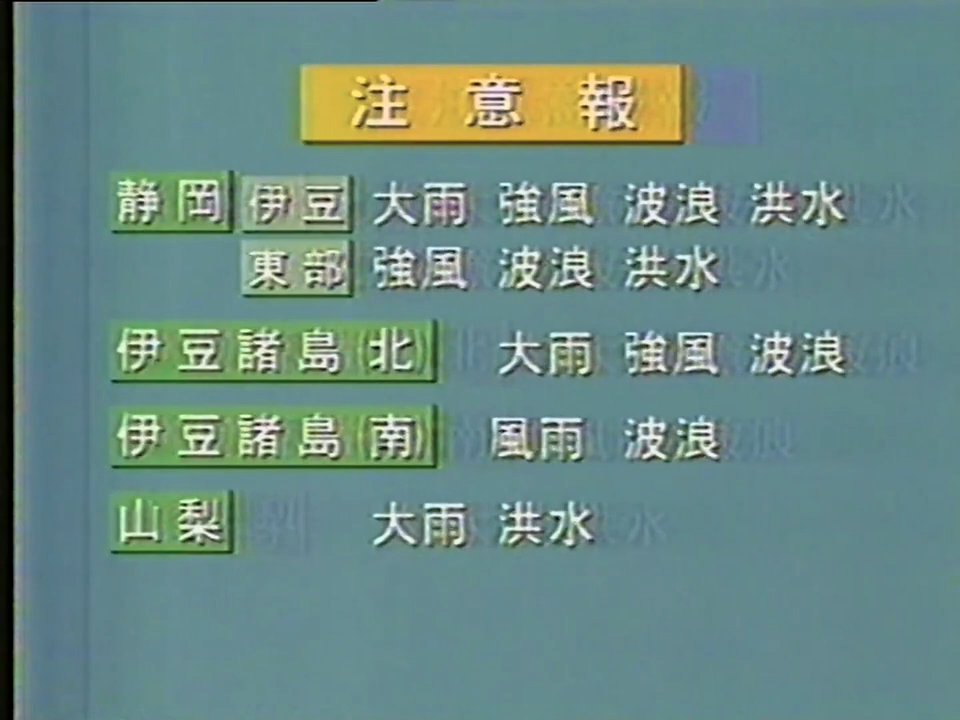 注意報
静岡 伊豆 大雨 強風 波浪 洪水
東部 強風 波浪 洪水
伊豆諸島(北) 大雨 強風 波浪
伊豆諸島(南) 風雨 波浪
山梨 大雨 洪水